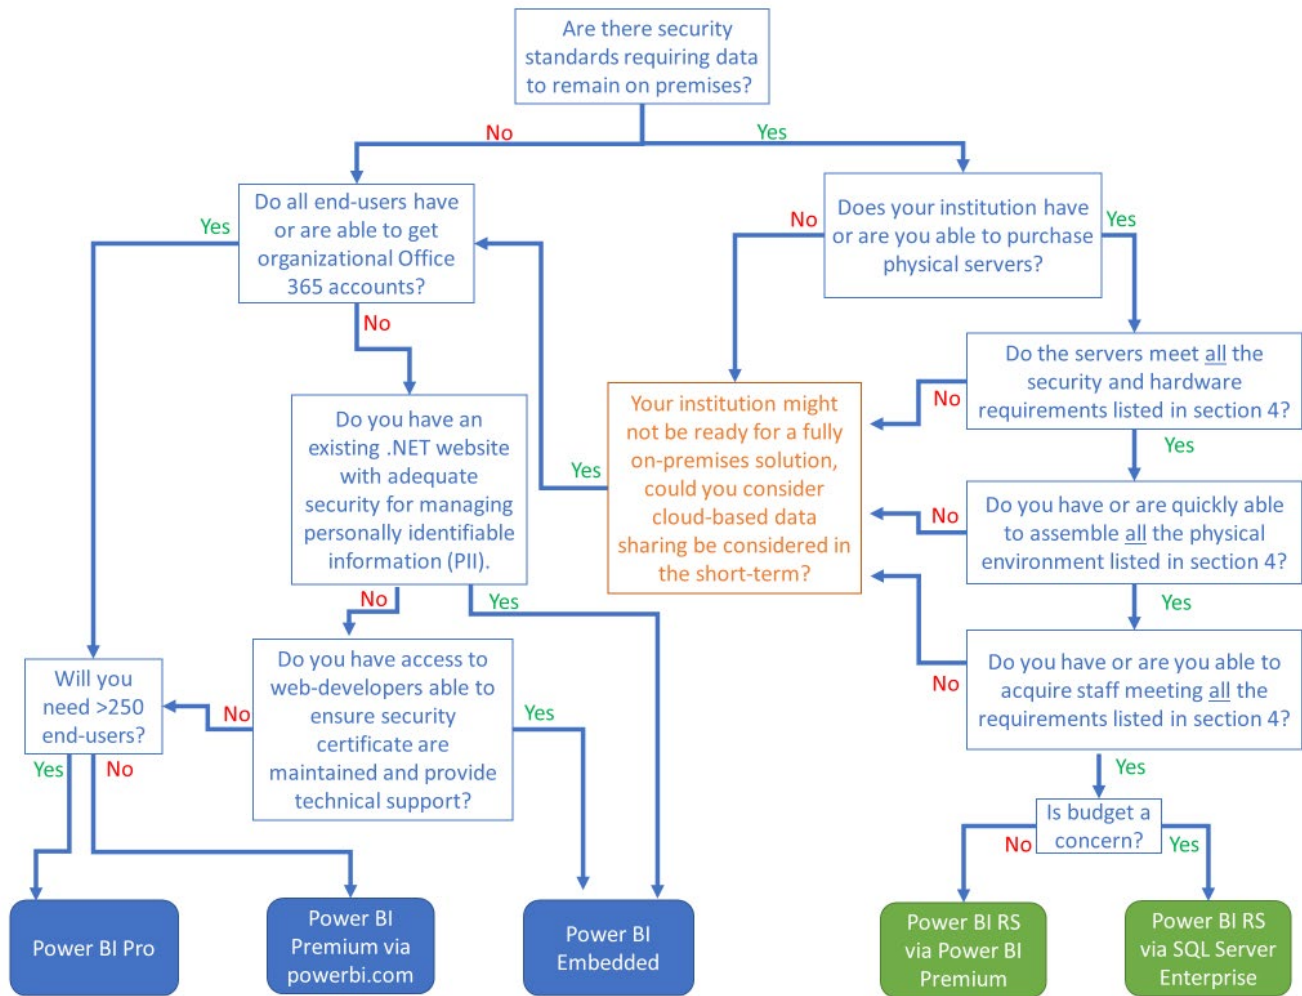 Are there security
standards requiring data
to remain on premises?
No
Yes
Do all end-users have
or are able to get
organizational Office
365 accounts?
Yes
No
Does your institution have
or are you able to purchase
physical servers?
No
Yes
Do the servers meet all the
security and hardware
requirements listed in section 4?
No
Yes
Do you have an
existing .NET website
with adequate
security for managing
personally identifiable
information (PII).
No
Yes
Your institution might
not be ready for a fully
on-premises solution,
could you consider
cloud-based data
sharing be considered in
the short-term?
Yes
Do you have or are quickly able
to assemble all the physical
environment listed in section 4?
No
Yes
Do you have or are you able to
acquire staff meeting all the
requirements listed in section 4?
No
Yes
Will you
need >250
end-users?
Yes
No
Do you have access to
web-developers able to
ensure security
certificate are
maintained and provide
technical support?
No
Yes
Is budget a
concern?
No
Yes
Power BI Pro
Power BI
Premium via
powerbi.com
Power BI
Embedded
Power BI RS
via Power BI
Premium
Power BI RS
via SQL Server
Enterprise